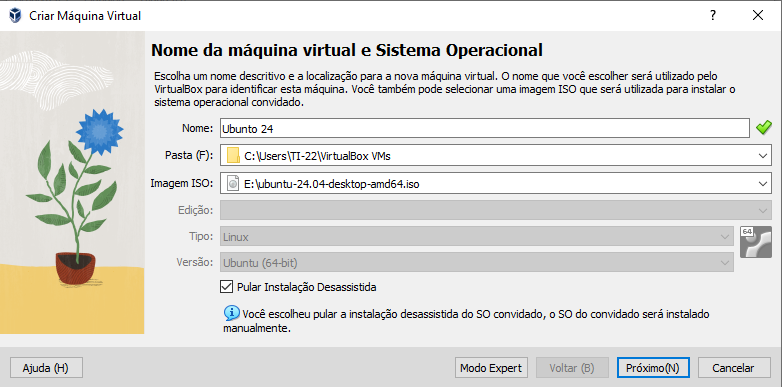 Criar Máquina Virtual
?
Nome da máquina virtual e Sistema Operacional
Escolha um nome descritivo e a localização para a nova máquina virtual. O nome que você escolher será utilizado pelo
VirtualBox para identificar esta máquina. Você também pode selecionar uma imagem ISO que será utilizada para instalar o
sistema operacional convidado.
Nome: Ubunto 24
Pasta (F): C:\Users\TI-22\VirtualBox VMs
Imagem ISO: E:\ubuntu-24.04-desktop-amd64.iso
Edição:
Tipo: Linux
64
Versão: Ubuntu (64-bit)
Pular Instalação Desassistida
Você escolheu pular a instalação desassistida do SO convidado, o SO do convidado será instalado
manualmente.
Ajuda (H) Modo Expert Voltar (B) Próximo(N) Cancelar